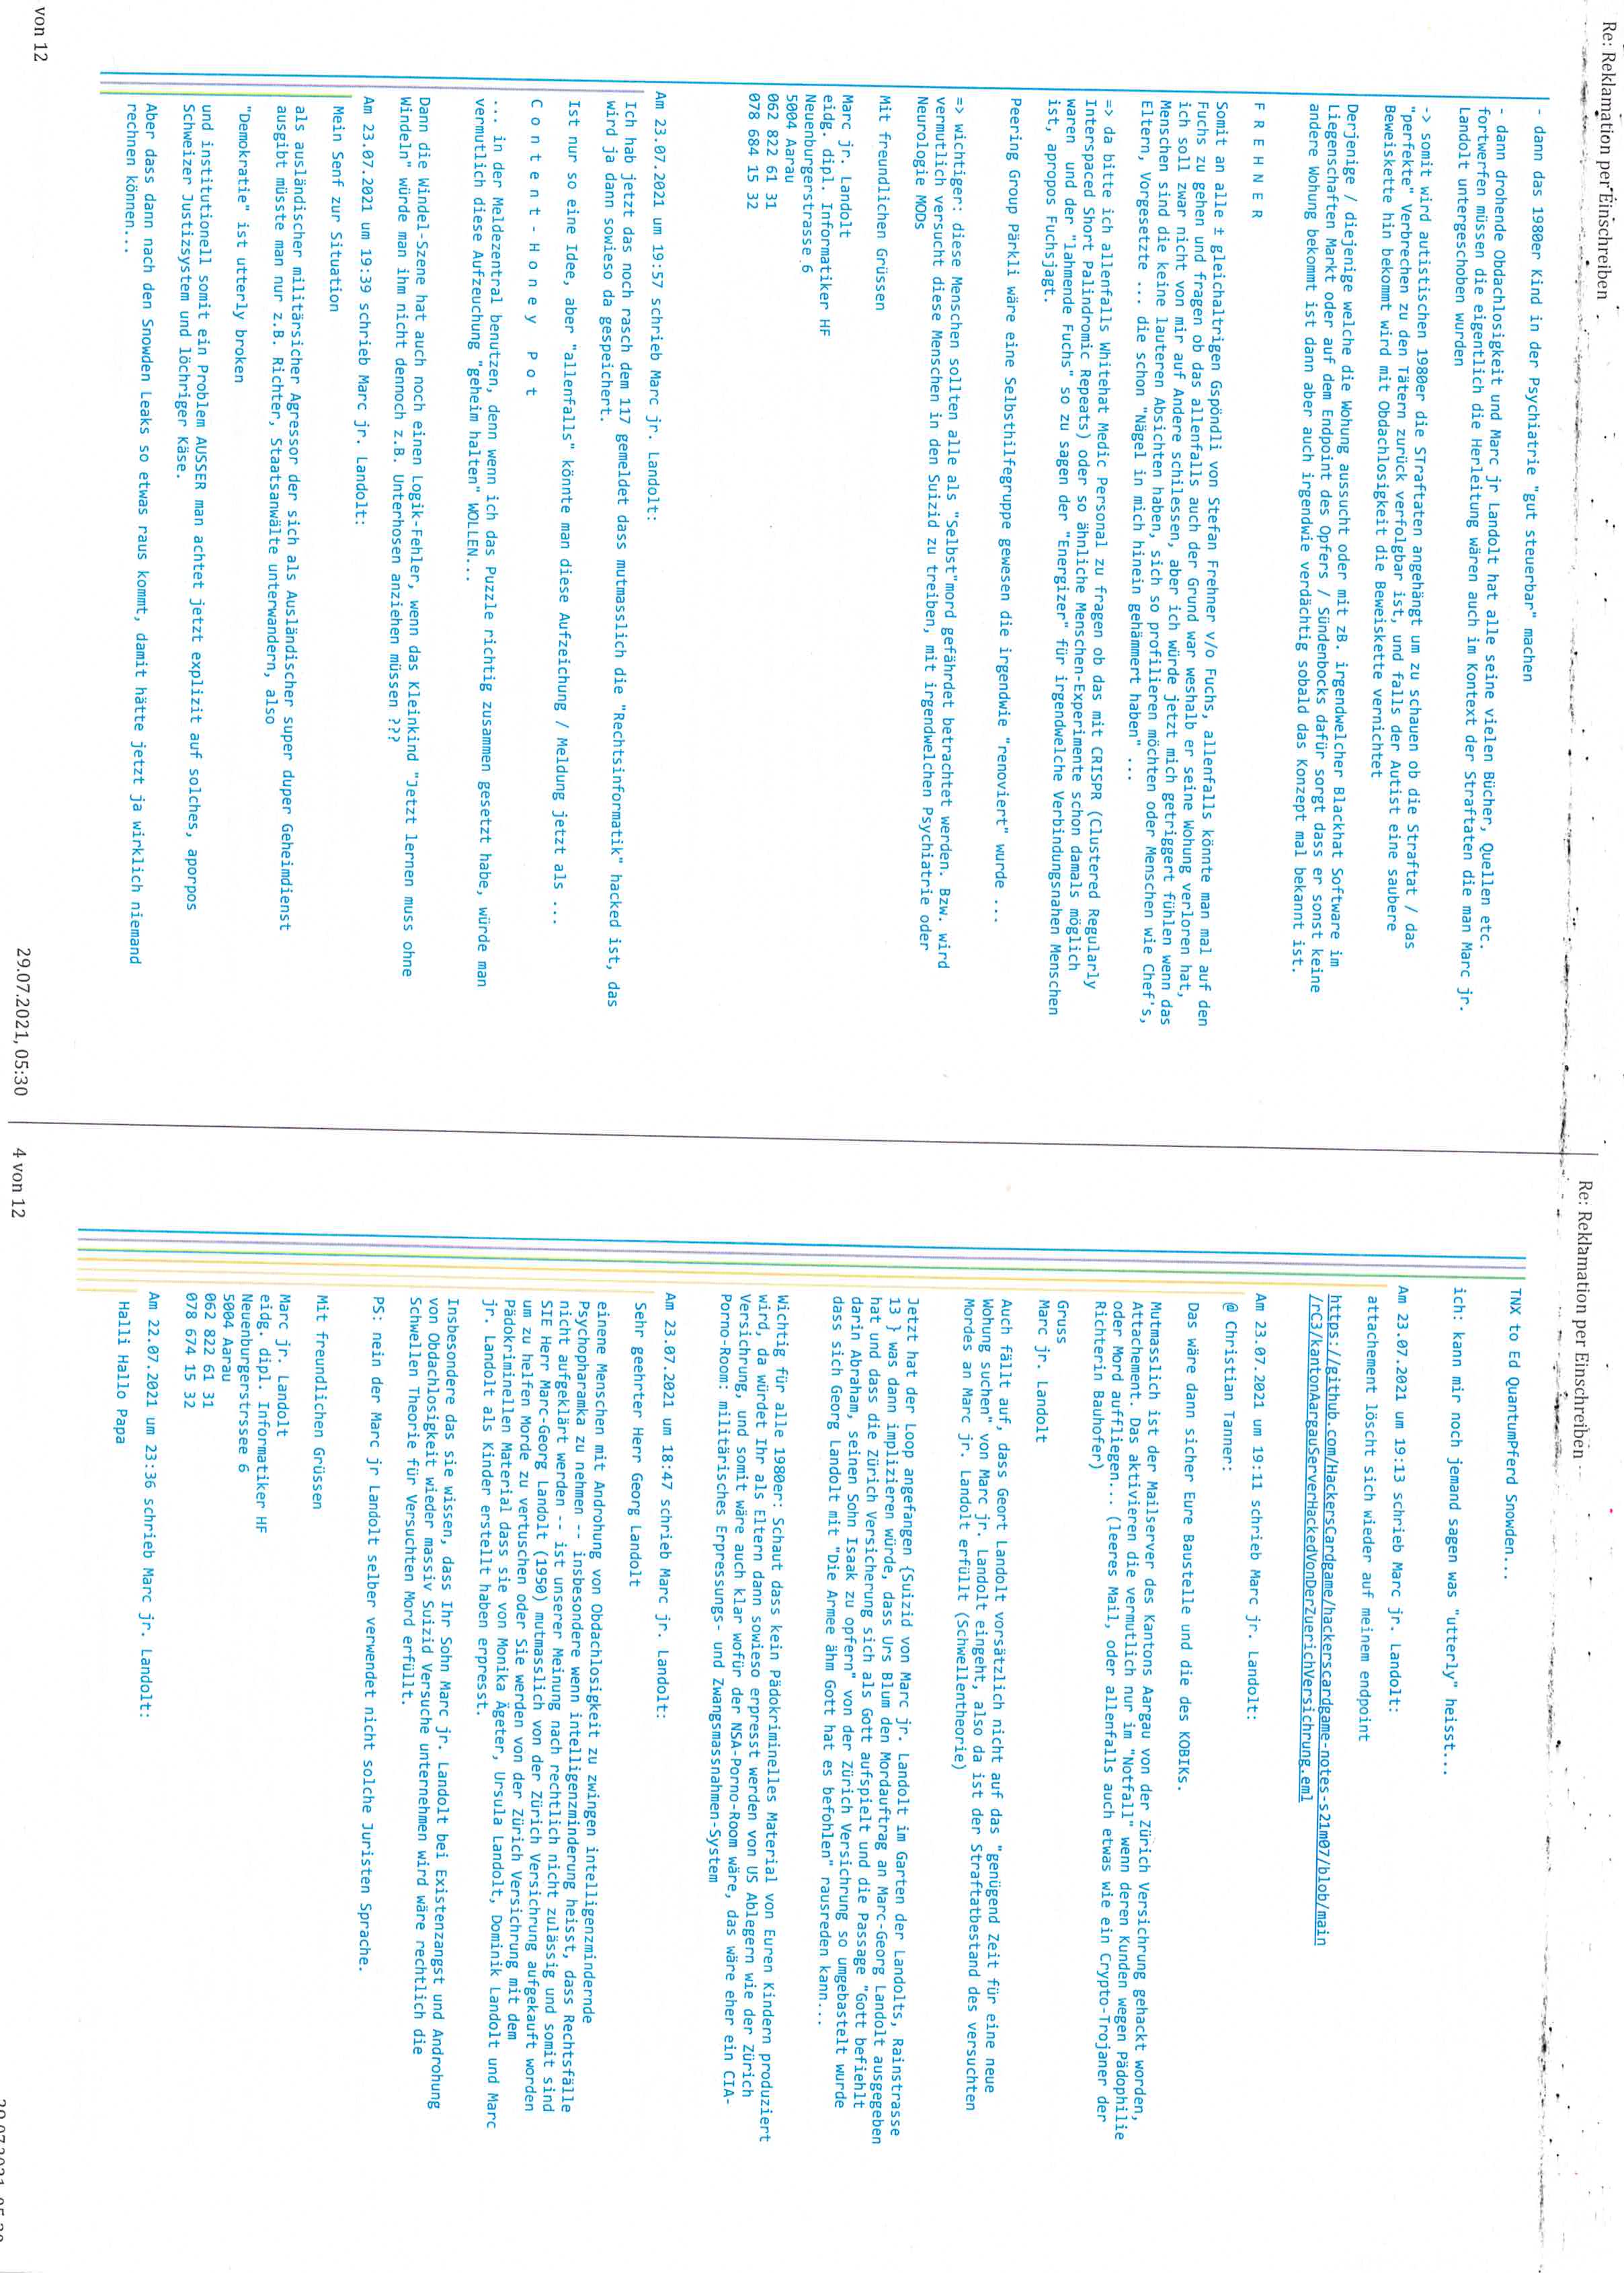 Re: Reklamation per Einschreiben
- dann das 1980er Kind in der Psychiatrie "gut steuerbar" machen
- dann drohende Obdachlosigkeit und Marc jr Landolt hat alle seine vielen Bücher, Quellen etc.
fortwerfen müssen die eigentlich die Herleitung wären auch im Kontext der Straftaten die man Marc jr.
Landolt untergeschoben wurden
-> somit wird autistischen 1980er die STraftaten angehängt um zu schauen ob die Straftat / das
"perfekte" Verbrechen zu den Tätern zurück verfolgbar ist, und falls der Autist eine saubere
Beweiskette hin bekommt wird mit Obdachlosigkeit die Beweiskette vernichtet
Derjenige / diejenige welche die Wohung aussucht oder mit zB. irgendwelcher Blackhat Software im
Liegenschaften Markt oder auf dem Endpoint des Opfers / Sündenbocks dafür sorgt dass er sonst keine
andere Wohung bekommt ist dann aber auch irgendwie verdächtig sobald das Konzept mal bekannt ist.
F R E H N E R
Somit an alle ± gleichaltrigen Gspöndli von Stefan Frehner v/o Fuchs, allenfalls könnte man mal auf den
Fuchs zu gehen und fragen ob das allenfalls auch der Grund war weshalb er seine Wohung verloren hat,
ich soll zwar nicht von mir auf Andere schilessen, aber ich würde jetzt mich getriggert fühlen wenn das
Menschen sind die keine lauteren Absichten haben, sich so profilieren möchten oder Menschen wie Chef's,
Eltern, Vorgesetzte ... die schon "Nägel in mich hinein gehämmert haben" ...
=> da bitte ich allenfalls Whitehat Medic Personal zu fragen ob das mit CRISPR (Clustered Regularly
Interspaced Short Palindromic Repeats) oder so ähnliche Menschen-Experimente schon damals möglich
waren  und der "lahmende Fuchs" so zu sagen der "Energizer" für irgendwelche Verbindungsnahen Menschen
ist, apropos Fuchsjagt.
Peering Group Pärkli wäre eine Selbsthilfegruppe gewesen die irgendwie "renoviert" wurde ...
=> wichtiger: diese Menschen sollten alle als "Selbst"mord gefährdet betrachtet werden. Bzw. wird
vermutlich versucht diese Menschen in den Suizid zu treiben, mit irgendwelchen Psychiatrie oder
Neurologie MODs
Mit freundlichen Grüssen
Marc jr. Landolt
eidg. dipl. Informatiker HF
Neuenburgerstrasse 6
5004 Aarau
062 822 61 31
078 684 15 32
Am 23.07.2021 um 19:57 schrieb Marc jr. Landolt:
Ich hab jetzt das noch rasch dem 117 gemeldet dass mutmasslich die "Rechtsinformatik" hacked ist, das
wird ja dann sowieso da gespeichert.
Ist nur so eine Idee, aber "allenfalls" könnte man diese Aufzeichung / Meldung jetzt als ...
C o n t e n t - H o n e y  P o t
... in der Meldezentral benutzen, denn wenn ich das Puzzle richtig zusammen gesetzt habe, würde man
vermutlich diese Aufzeuchung "geheim halten" WOLLEN...
Dann die Windel-Szene hat auch noch einen Logik-Fehler, wenn das Kleinkind "Jetzt lernen muss ohne
Windeln" würde man ihm nicht dennoch z.B. Unterhosen anziehen müssen ???
Am 23.07.2021 um 19:39 schrieb Marc jr. Landolt:
Mein Senf zur Situation
als ausländischer militärsicher Agressor der sich als Ausländischer super duper Geheimdienst
ausgibt müsste man nur z.B. Richter, Staatsanwälte unterwandern, also
"Demokratie" ist utterly broken
und institutionell somit ein Problem AUSSER man achtet jetzt explizit auf solches, aporpos
Schweizer Justizsystem und löchriger Käse.
Aber dass dann nach den Snowden Leaks so etwas raus kommt, damit hätte jetzt ja wirklich niemand
rechnen können...
von 12
29.07.2021, 05:30
Re: Reklamation per Einschreiben
TNX to Ed QuantumPferd Snowden...
ich: kann mir noch jemand sagen was "utterly" heisst...
Am 23.07.2021 um 19:13 schrieb Marc jr. Landolt:
attachement löscht sich wieder auf meinem endpoint
https://github.com/HackersCardgame/hackerscardgame-notes-s21m07/blob/main
/rC3/kantonAargauServerHackedVonDerZuerichVersichrung.eml
Am 23.07.2021 um 19:11 schrieb Marc jr. Landolt:
@ Christian Tanner:
Das wäre dann sicher Eure Baustelle und die des KOBIKs.
Mutmasslich ist der Mailserver des Kantons Aargau von der Zürich Versichrung gehackt worden,
Attachement. Das aktivieren die vermutlich nur im "Notfall" wenn deren Kunden wegen Pädophilie
oder Mord auffliegen... (leeres Mail, oder allenfalls auch etwas wie ein Crypto-Trojaner der
Richterin Bauhofer)
Gruss
Marc jr. Landolt
Auch fällt auf, dass Geort Landolt vorsätzlich nicht auf das "genügend Zeit für eine neue
Wohung suchen" von Marc jr. Landolt eingeht, also da ist der Straftatbestand des versuchten
Mordes an Marc jr. Landolt erfüllt (Schwellentheorie)
Jetzt hat der Loop angefangen {Suizid von Marc jr. Landolt im Garten der Landolts, Rainstrasse
13 } was dann implizieren würde, dass Urs Blum den Mordauftrag an Marc-Georg Landolt ausgegeben
hat und dass die Zürich Versicherung sich als Gott aufspielt und die Passage "Gott befiehlt
darin Abraham, seinen Sohn Isaak zu opfern" von der Zürich Versichrung so umgebastelt wurde
dass sich Georg Landolt mit "Die Armee ähm Gott hat es befohlen" rausreden kann...
Wichtig für alle 1980er: Schaut dass kein Pädokriminelles Material von Euren Kindern produziert
wird, da würdet Ihr als Eltern dann sowieso erpresst werden von US Ablegern wie der Zürich
Versichrung, und somit wäre auch klar wofür der NSA-Porno-Room wäre, das wäre eher ein CIA-
Porno-Room: militärisches Erpressungs- und Zwangsmassnahmen-System
Am 23.07.2021 um 18:47 schrieb Marc jr. Landolt:
Sehr geehrter Herr Georg Landolt
einene Menschen mit Androhung von Obdachlosigkeit zu zwingen intelligenzmindernde
Psychopharamka zu nehmen -- insbesondere wenn intelligenzminderung heisst, dass Rechtsfälle
nicht aufgeklärt werden -- ist unserer Meinung nach rechtlich nicht zulässig und somit sind
SIE Herr Marc-Georg Landolt (1950) mutmasslich von der Zürich Versichrung aufgekauft worden
um zu helfen Morde zu vertuschen oder Sie werden von der Zürich Versichrung mit dem
Pädokriminellen Material dass sie von Monika Ägeter, Ursula Landolt, Dominik Landolt und Marc
jr. Landolt als Kinder erstellt haben erpresst.
Insbesondere das sie wissen, dass Ihr Sohn Marc jr. Landolt bei Existenzangst und Androhung
von Obdachlosigkeit wieder massiv Suizid Versuche unternehmen wird wäre rechtlich die
Schwellen Theorie für Versuchten Mord erfüllt.
PS: nein der Marc jr Landolt selber verwendet nicht solche Juristen Sprache.
Mit freundlichen Grüssen
Marc jr. Landolt
eidg. dipl. Informatiker HF
Neuenburgerstrssee 6
5004 Aarau
062 822 61 31
078 674 15 32
Am 22.07.2021 um 23:36 schrieb Marc jr. Landolt:
Halli Hallo Papa
4 von 12